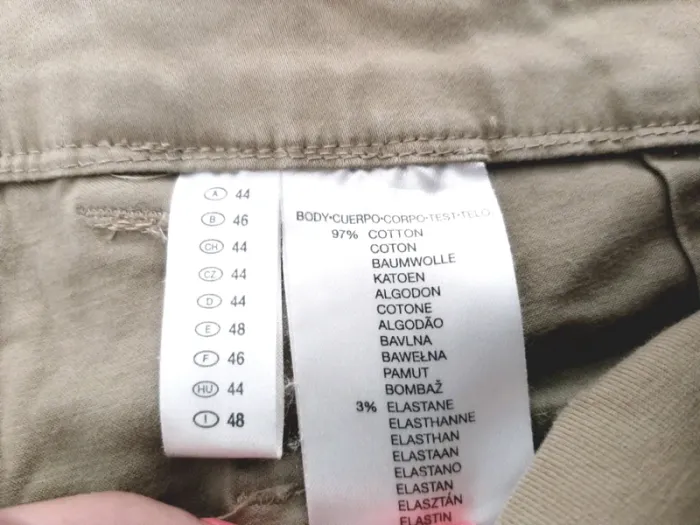 A 44
B 46
CH 44
CZ 44
D 44
E 48
F 46
HU 44
I 48
BODY•CUERPO•CORPO•TEST•TELO
97% COTTON
COTON
BAUMWOLLE
KATOEN
ALGODON
COTONE
ALGODÃO
BAVLNA
BAWEŁNA
PAMUT
BOMBAŽ
3% ELASTANE
ELASTHANNE
ELASTHAN
ELASTAAN
ELASTANO
ELASTAN
ELASZTÁN
ELASTIN